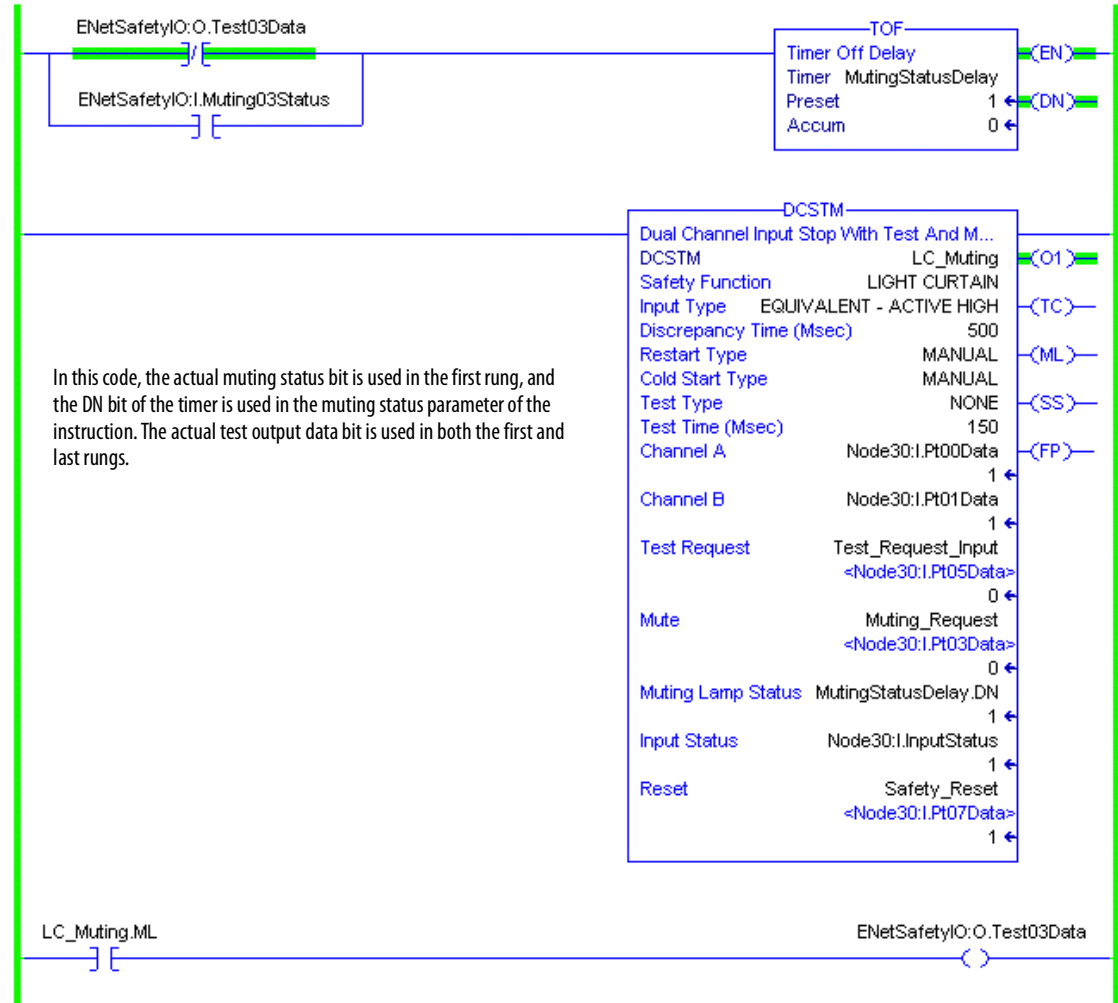 ENetSafetyIO:O.Test03Data
ENetSafetyIO:I.Muting03Status
TOF
Timer Off Delay
Timer MutingStatusDelay
Preset 1
Accum 0
(EN)
(DN)
DCSTM
Dual Channel Input Stop With Test And M...
DCSTM LC_Muting
Safety Function LIGHT CURTAIN
Input Type EQUIVALENT - ACTIVE HIGH
Discrepancy Time (Msec) 500
Restart Type MANUAL
Cold Start Type MANUAL
Test Type NONE
Test Time (Msec) 150
Channel A Node30:I.Pt00Data
1
Channel B Node30:I.Pt01Data
1
Test Request Test_Request_Input
<Node30:I.Pt05Data>
0
Mute Muting_Request
<Node30:I.Pt03Data>
0
Muting Lamp Status MutingStatusDelay.DN
1
Input Status Node30:I.InputStatus
1
Reset Safety_Reset
<Node30:I.Pt07Data>
1
(O1)
(TC)
(ML)
(SS)
(FP)
In this code, the actual muting status bit is used in the first rung, and
the DN bit of the timer is used in the muting status parameter of the
instruction. The actual test output data bit is used in both the first and
last rungs.
LC_Muting.ML
ENetSafetyIO:O.Test03Data